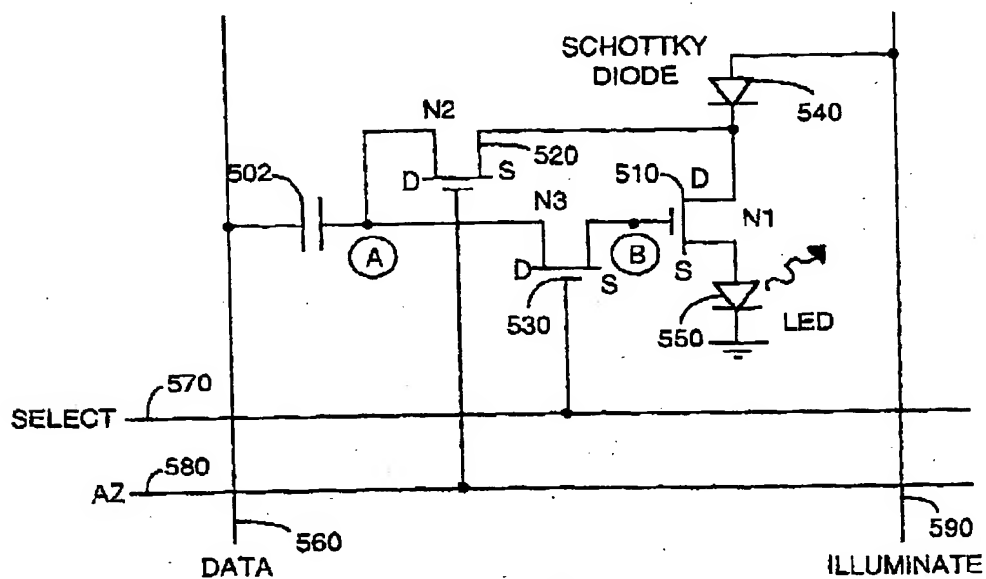 SCHOTTKY
DIODE
540
N2
520
510
D
502
D
S
N3
N1
A
B
D
S
S
530
550
LED
570
SELECT
580
AZ
560
590
DATA
ILLUMINATE